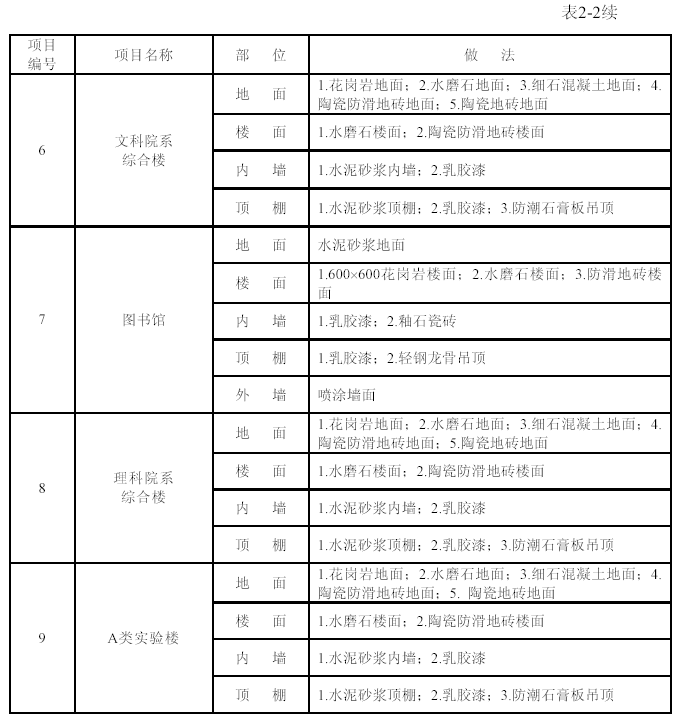 表2-2续
项目
编号
项目名称
部 位
做 法
6
文科院系
综合楼
地 面
1.花岗岩地面；2.水磨石地面；3.细石混凝土地面；4.
陶瓷防滑地砖地面；5.陶瓷地砖地面
楼 面
1.水磨石楼面；2.陶瓷防滑地砖楼面
内 墙
1.水泥砂浆内墙；2.乳胶漆
顶 棚
1.水泥砂浆顶棚；2.乳胶漆；3.防潮石膏板吊顶
7
图书馆
地 面
水泥砂浆地面
楼 面
1.600×600花岗岩楼面；2.水磨石楼面；3.防滑地砖楼
面
内 墙
1.乳胶漆；2.釉石瓷砖
顶 棚
1.乳胶漆；2.轻钢龙骨吊顶
外 墙
喷涂墙面
8
理科院系
综合楼
地 面
1.花岗岩地面；2.水磨石地面；3.细石混凝土地面；4.
陶瓷防滑地砖地面；5.陶瓷地砖地面
楼 面
1.水磨石楼面；2.陶瓷防滑地砖楼面
内 墙
1.水泥砂浆内墙；2.乳胶漆
顶 棚
1.水泥砂浆顶棚；2.乳胶漆；3.防潮石膏板吊顶
9
A类实验楼
地 面
1.花岗岩地面；2.水磨石地面；3.细石混凝土地面；4.
陶瓷防滑地砖地面；5. 陶瓷地砖地面
楼 面
1.水磨石楼面；2.陶瓷防滑地砖楼面
内 墙
1.水泥砂浆内墙；2.乳胶漆
顶 棚
1.水泥砂浆顶棚；2.乳胶漆；3.防潮石膏板吊顶